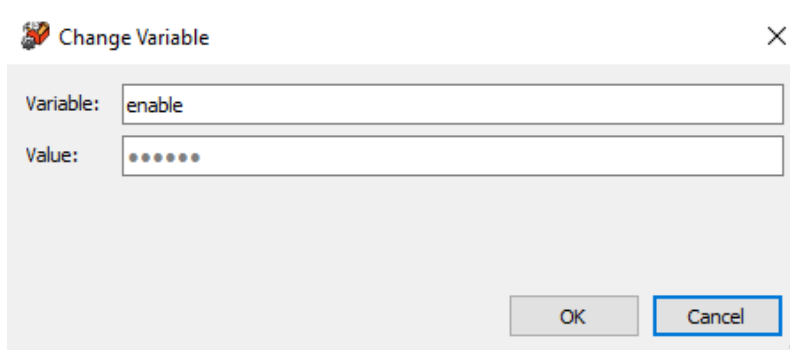 Change Variable
Variable: enable
Value: ●●●●●●
OK Cancel